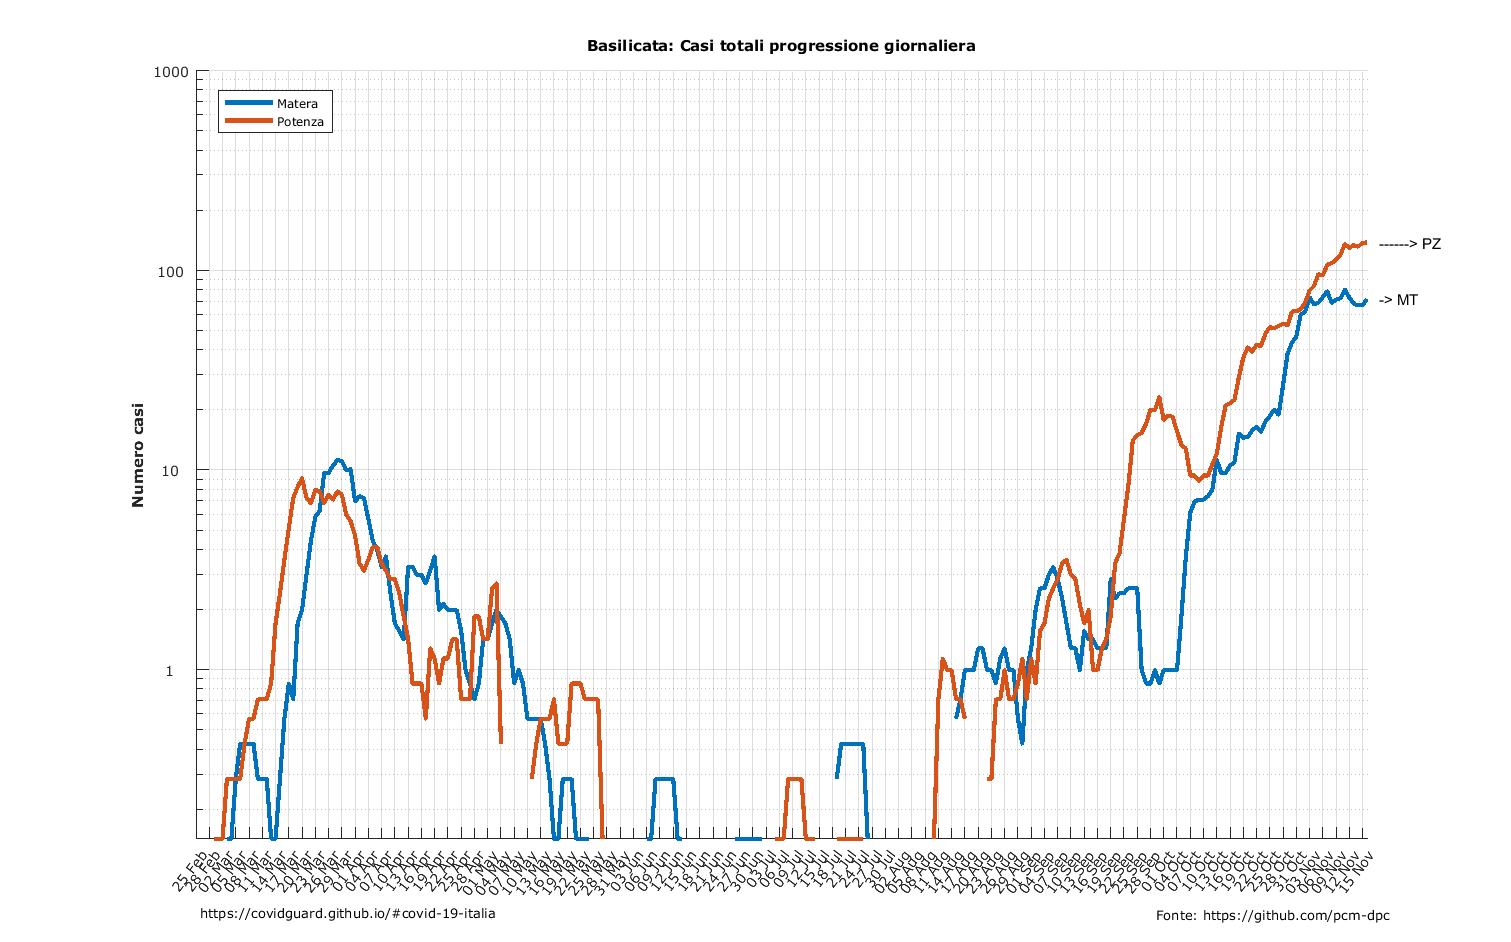 Basilicata: Casi totali progressione giornaliera
Matera
Potenza
1000
100
10
1
Numero casi
------> PZ
-> MT
25 Feb
28 Feb
02 Mar
05 Mar
08 Mar
11 Mar
14 Mar
17 Mar
20 Mar
23 Mar
26 Mar
29 Mar
01 Apr
04 Apr
07 Apr
10 Apr
13 Apr
16 Apr
19 Apr
22 Apr
25 Apr
28 Apr
01 May
04 May
07 May
10 May
13 May
16 May
19 May
22 May
25 May
28 May
31 May
03 Jun
06 Jun
09 Jun
12 Jun
15 Jun
18 Jun
21 Jun
24 Jun
27 Jun
30 Jun
03 Jul
06 Jul
09 Jul
12 Jul
15 Jul
18 Jul
21 Jul
24 Jul
27 Jul
30 Jul
02 Aug
05 Aug
08 Aug
11 Aug
14 Aug
17 Aug
20 Aug
23 Aug
26 Aug
29 Aug
01 Sep
04 Sep
07 Sep
10 Sep
13 Sep
16 Sep
19 Sep
22 Sep
25 Sep
28 Sep
01 Oct
04 Oct
07 Oct
10 Oct
13 Oct
16 Oct
19 Oct
22 Oct
25 Oct
28 Oct
31 Oct
03 Nov
06 Nov
09 Nov
12 Nov
15 Nov
https://covidguard.github.io/#covid-19-italia
Fonte: https://github.com/pcm-dpc